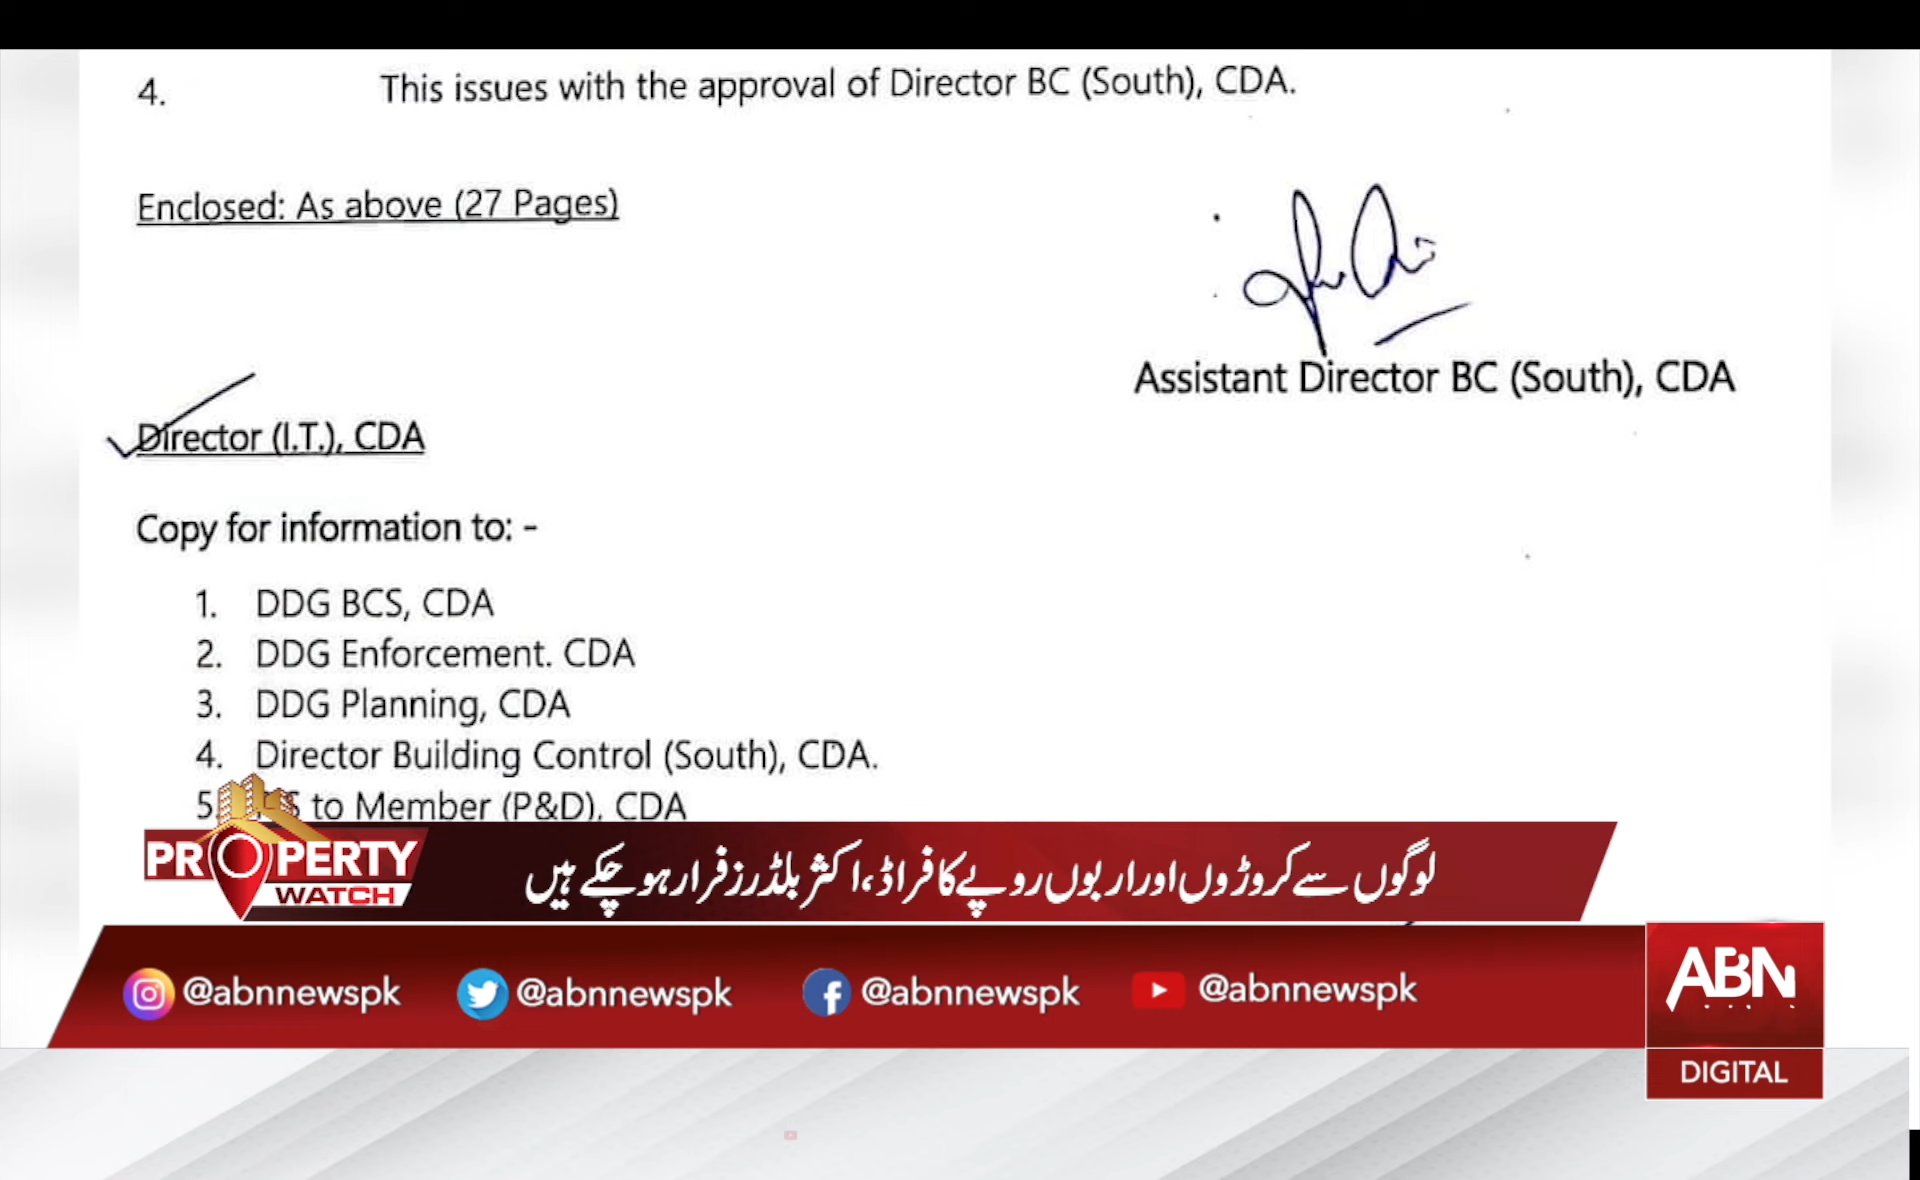 4. This issues with the approval of Director BC (South), CDA.
Enclosed: As above (27 Pages)
Assistant Director BC (South), CDA
Director (I.T.), CDA
Copy for information to: -
1. DDG BCS, CDA
2. DDG Enforcement. CDA
3. DDG Planning, CDA
4. Director Building Control (South), CDA.
5. to Member (P&D). CDA
PROPERTY
WATCH
لوگوں سے کروڑوں اور اربوں روپے کا فراڈ، اکثر بلڈرز فرار ہو چکے ہیں
@abnnewspk @abnnewspk @abnnewspk @abnnewspk
ABN
DIGITAL